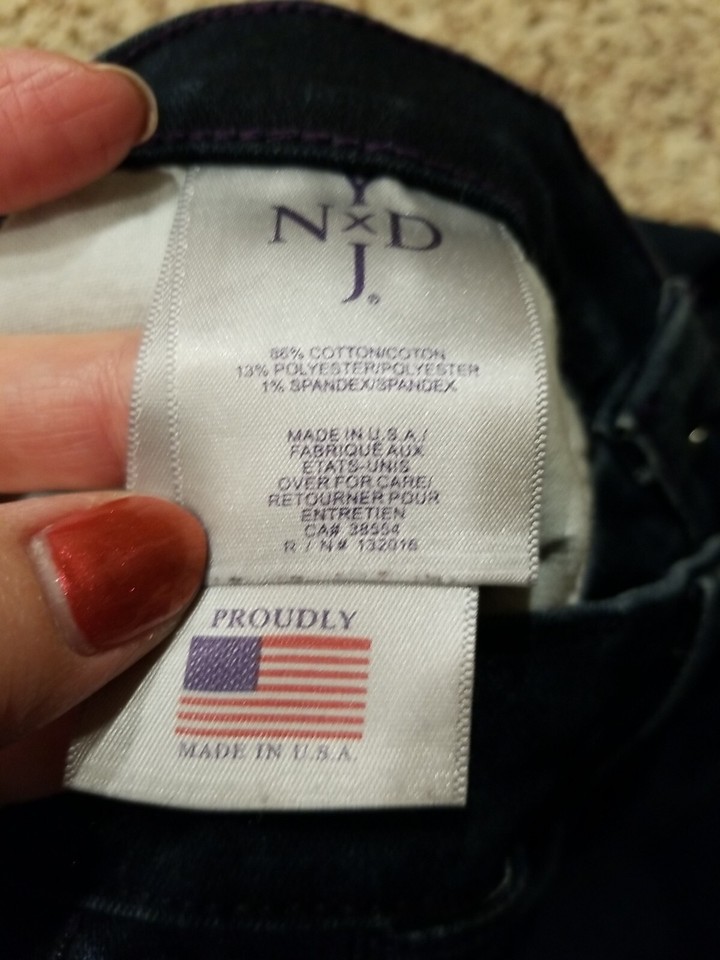 Y
N x D
J®
86% COTTON/COTON
13% POLYESTER/POLYESTER
1% SPANDEX/SPANDEX
MADE IN U.S.A./
FABRIQUE AUX
ETATS-UNIS
OVER FOR CARE/
RETOURNER POUR
ENTRETIEN
CA# 38554
R / N # 132016
PROUDLY
MADE IN U.S.A.